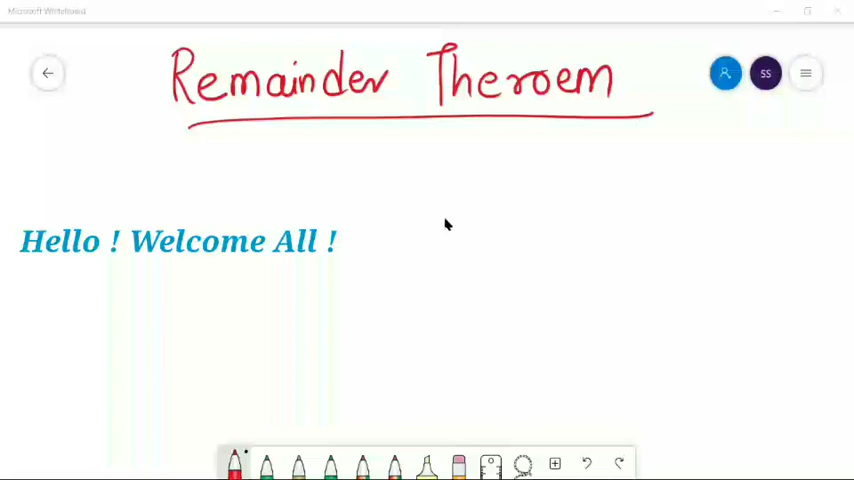 Microsoft Whiteboard
Remainder Theroem
SS
Hello ! Welcome All !